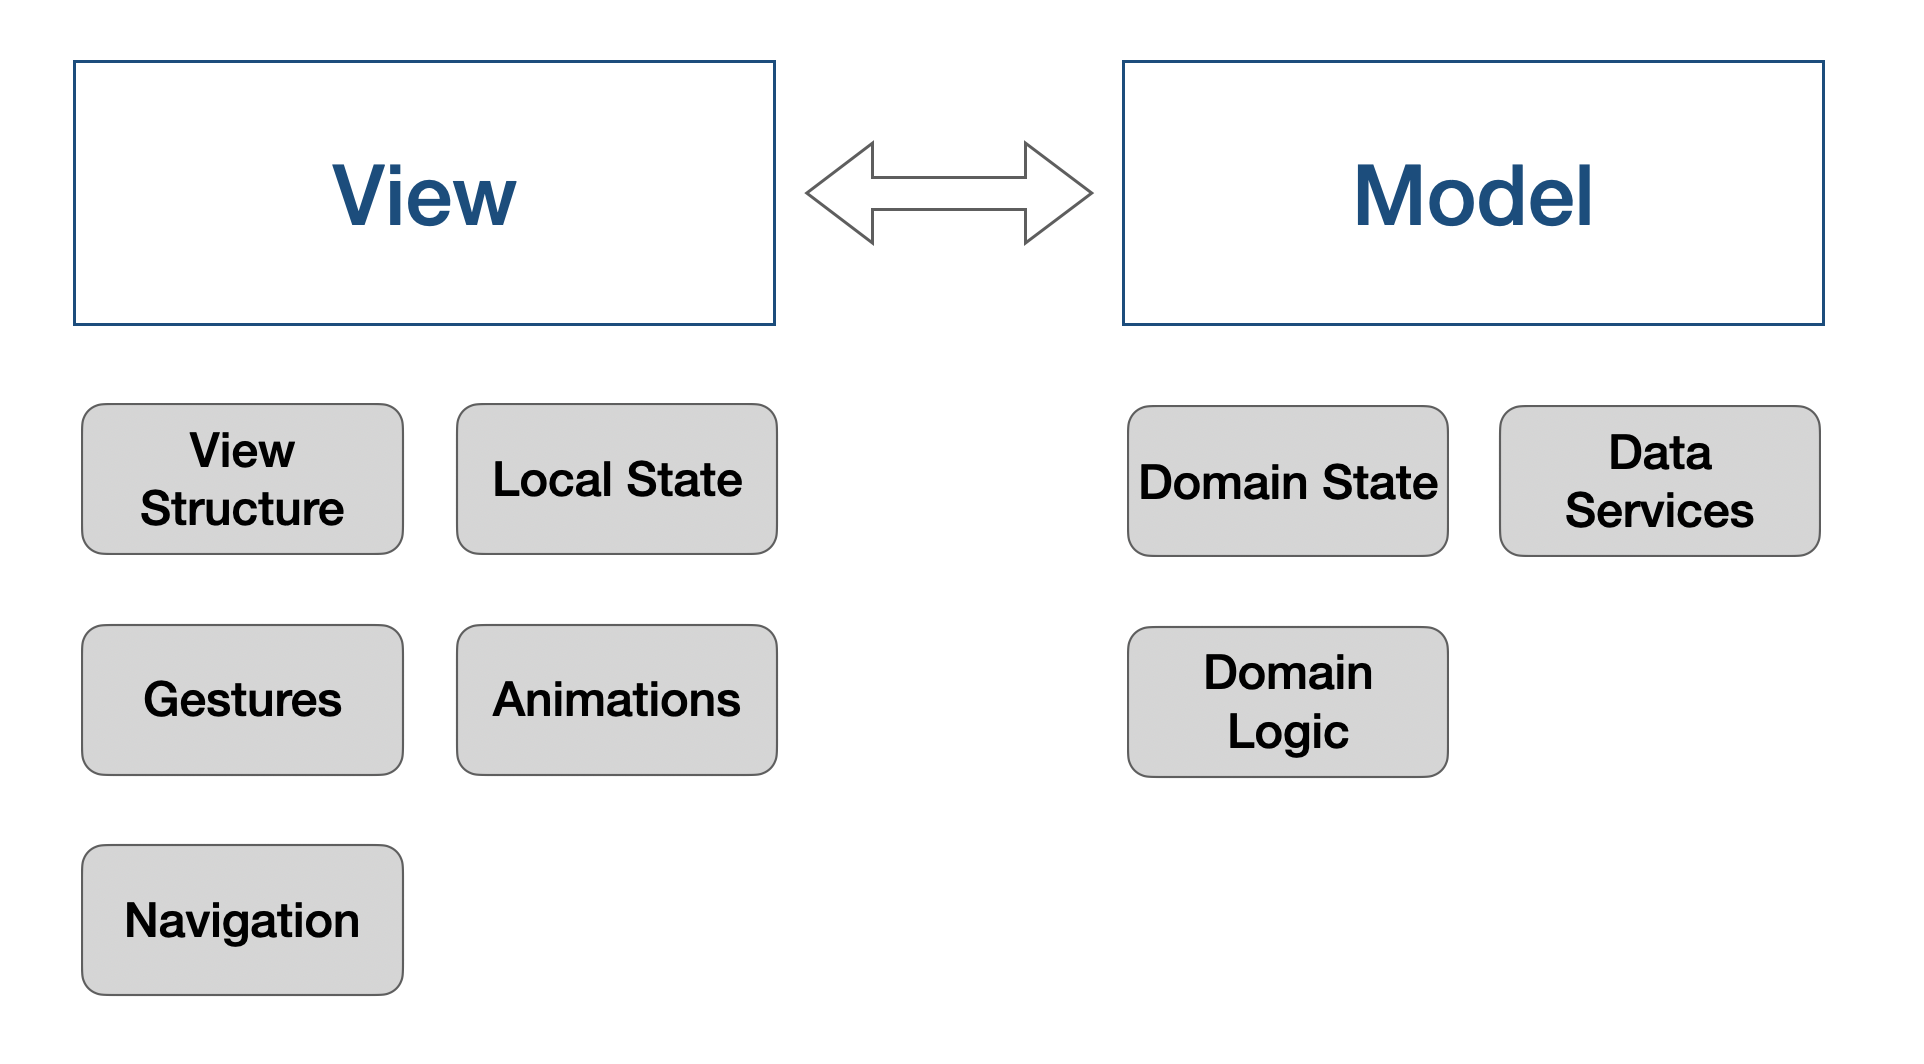 View
Model
View
Structure
Local State
Domain State
Data
Services
Gestures
Animations
Domain
Logic
Navigation